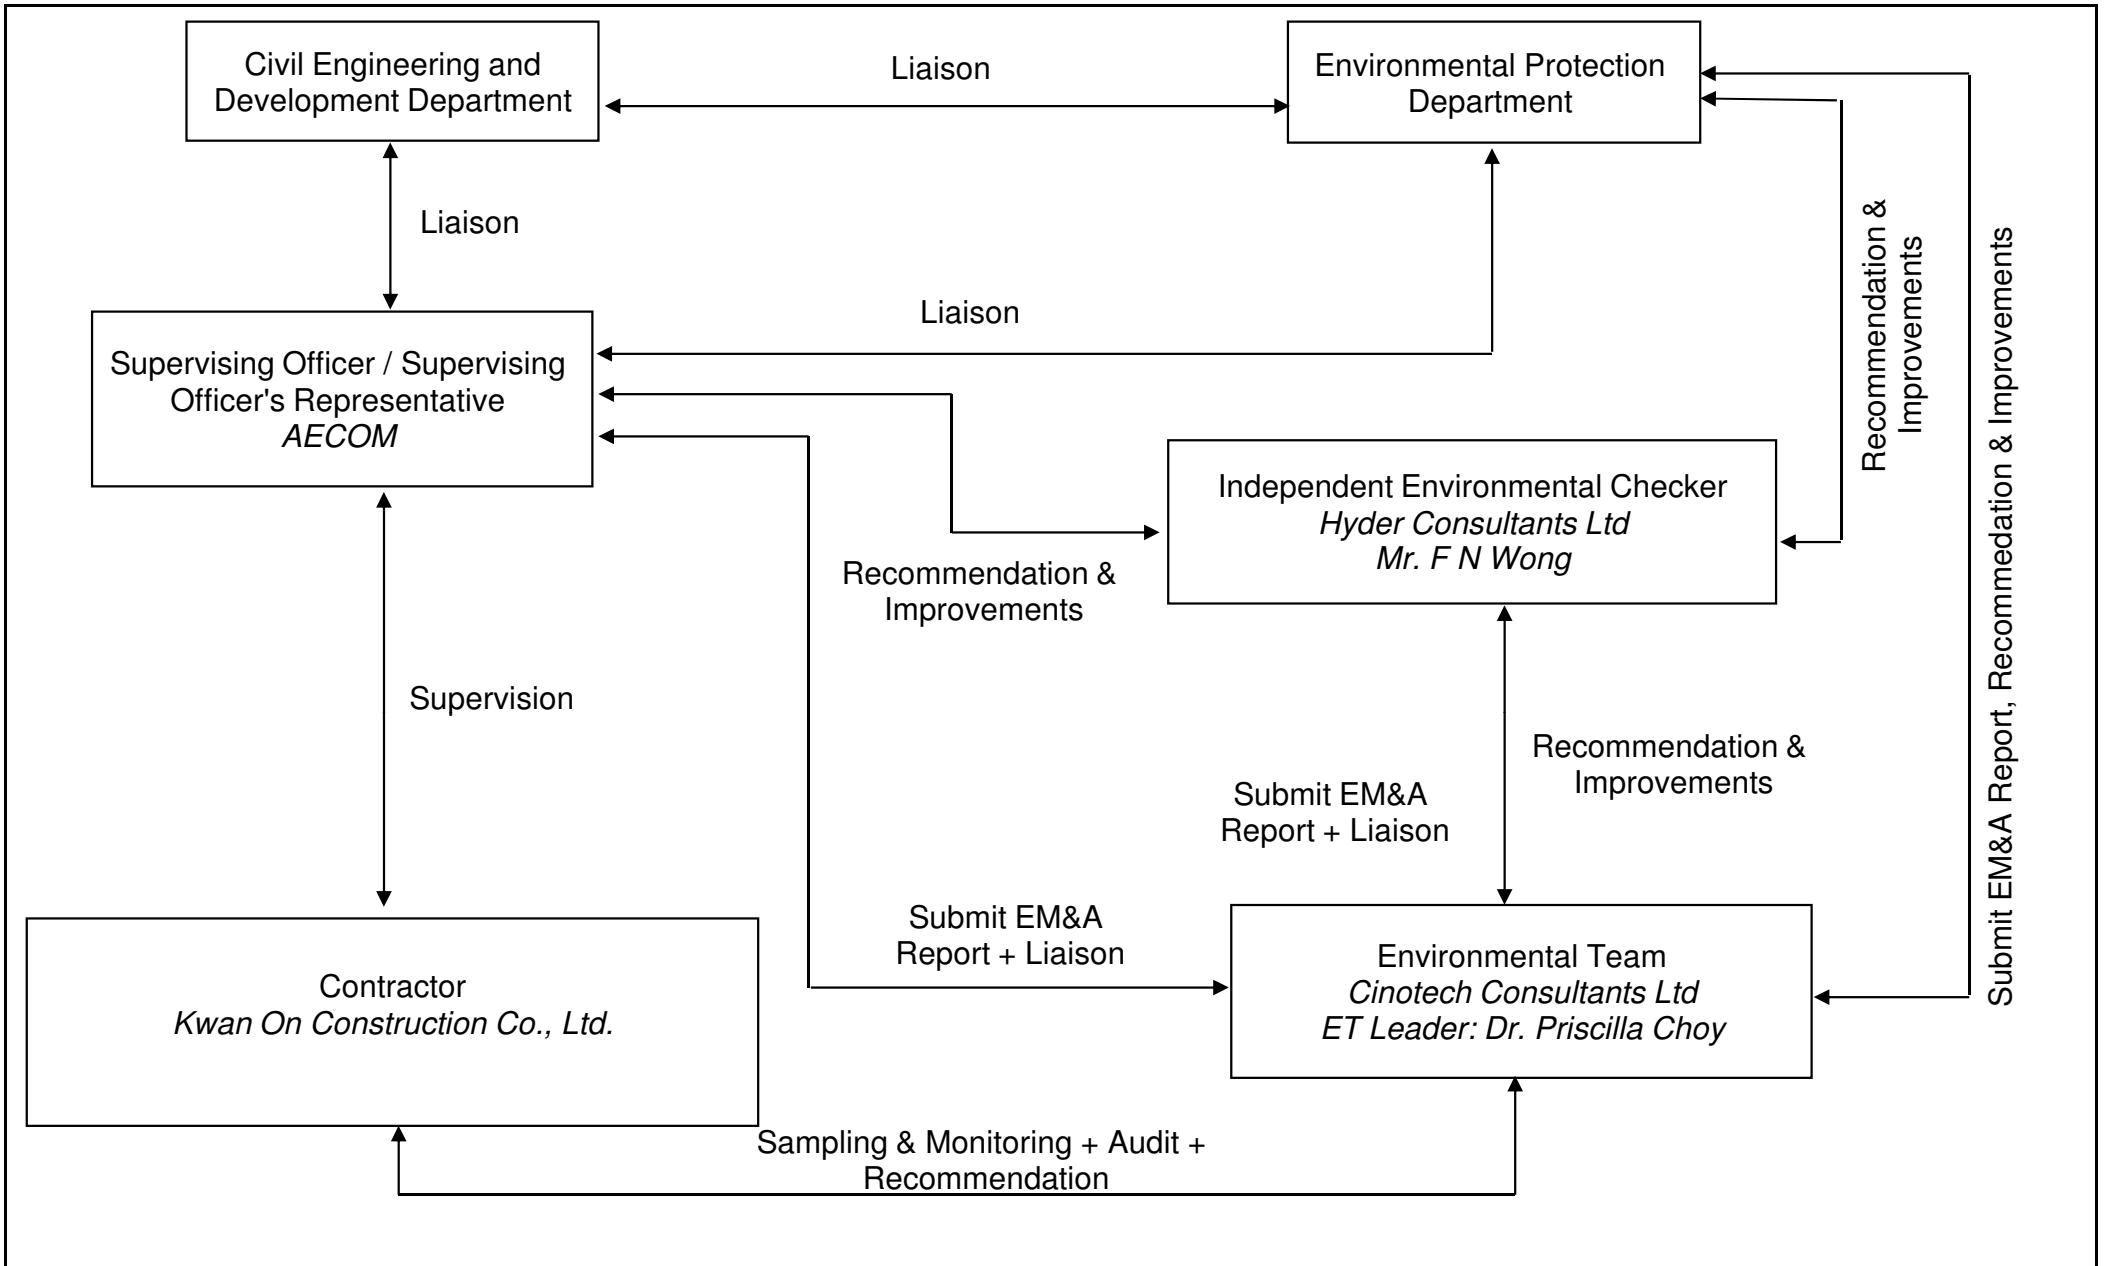 Civil Engineering and
Development Department
Liaison
Environmental Protection
Department
Liaison
Recommendation &
Improvements
Submit EM&A Report, Recommedation & Improvements
Liaison
Supervising Officer / Supervising
Officer's Representative
AECOM
Independent Environmental Checker
Hyder Consultants Ltd
Mr. F N Wong
Recommendation &
Improvements
Supervision
Recommendation &
Improvements
Submit EM&A
Report + Liaison
Submit EM&A
Report + Liaison
Contractor
Kwan On Construction Co., Ltd.
Environmental Team
Cinotech Consultants Ltd
ET Leader: Dr. Priscilla Choy
Sampling & Monitoring + Audit +
Recommendation